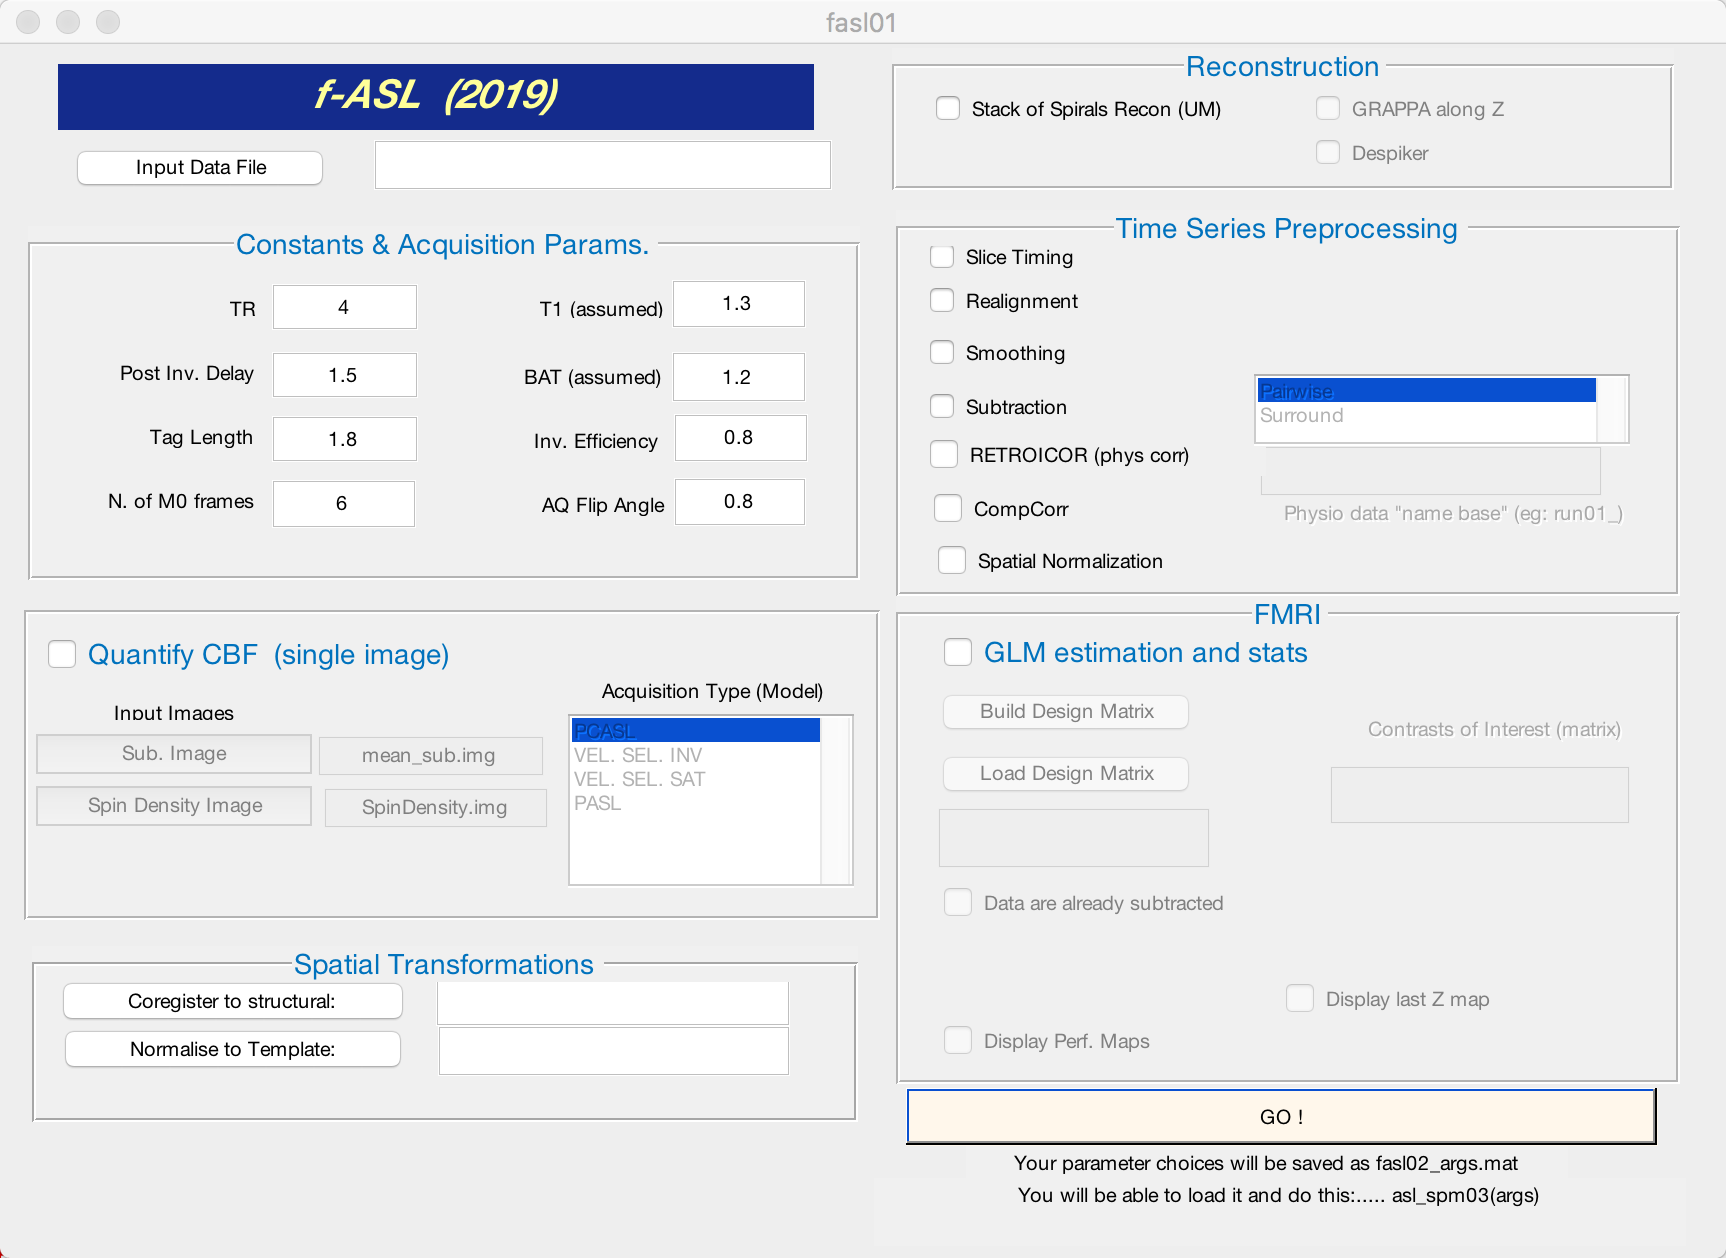 fasl01
f-ASL (2019)
Input Data File
Constants & Acquisition Params.
TR 4 T1 (assumed) 1.3
Post Inv. Delay 1.5 BAT (assumed) 1.2
Tag Length 1.8 Inv. Efficiency 0.8
N. of M0 frames 6 AQ Flip Angle 0.8
Quantify CBF (single image)
Acquisition Type (Model)
Input Images
Sub. Image mean_sub.img
Spin Density Image SpinDensity.img
PCASL
VEL. SEL. INV
VEL. SEL. SAT
PASL
Spatial Transformations
Coregister to structural:
Normalise to Template:
Reconstruction
Stack of Spirals Recon (UM) GRAPPA along Z
Despiker
Time Series Preprocessing
Slice Timing
Realignment
Smoothing
Subtraction
Pairwise
Surround
RETROICOR (phys corr)
CompCorr
Physio data "name base" (eg: run01_)
Spatial Normalization
FMRI
GLM estimation and stats
Build Design Matrix
Contrasts of Interest (matrix)
Load Design Matrix
Data are already subtracted
Display last Z map
Display Perf. Maps
GO !
Your parameter choices will be saved as fasl02_args.mat
You will be able to load it and do this:..... asl_spm03(args)